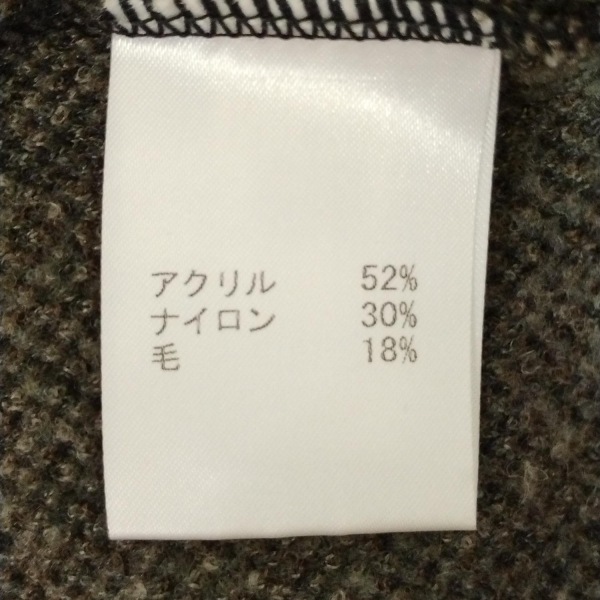 アクリル 52%
ナイロン 30%
毛 18%